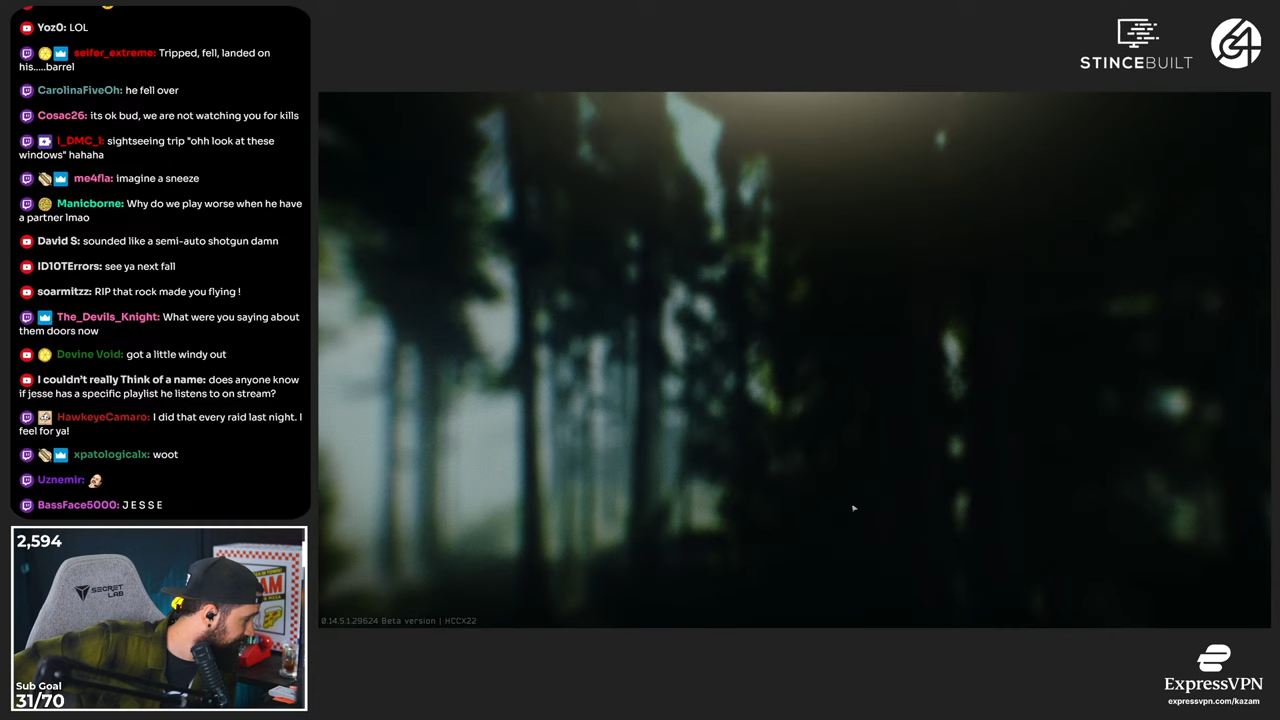 Yoz0: LOL
seifer_extreme: Tripped, fell, landed on
his.....barrel
CarolinaFiveOh: he fell over
Cosac26: its ok bud, we are not watching you for kills
I_DMC_I: sightseeing trip "ohh look at these
windows" hahaha
me4fla: imagine a sneeze
Manicborne: Why do we play worse when he have
a partner lmao
David S: sounded like a semi-auto shotgun damn
ID10TErrors: see ya next fall
soarmitzz: RIP that rock made you flying !
The_Devils_Knight: What were you saying about
them doors now
Devine Void: got a little windy out
I couldn't really Think of a name: does anyone know
if jesse has a specific playlist he listens to on stream?
HawkeyeCamaro: I did that every raid last night. I
feel for ya!
xpatologicalx: woot
Uznemir:
BassFace5000: J E S S E
2,594
SECRET
LAB
Sub Goal
31/70
0.14.5.1.29624 Beta version | HCCX22
STINCEBUILT
ExpressVPN
expressvpn.com/kazam